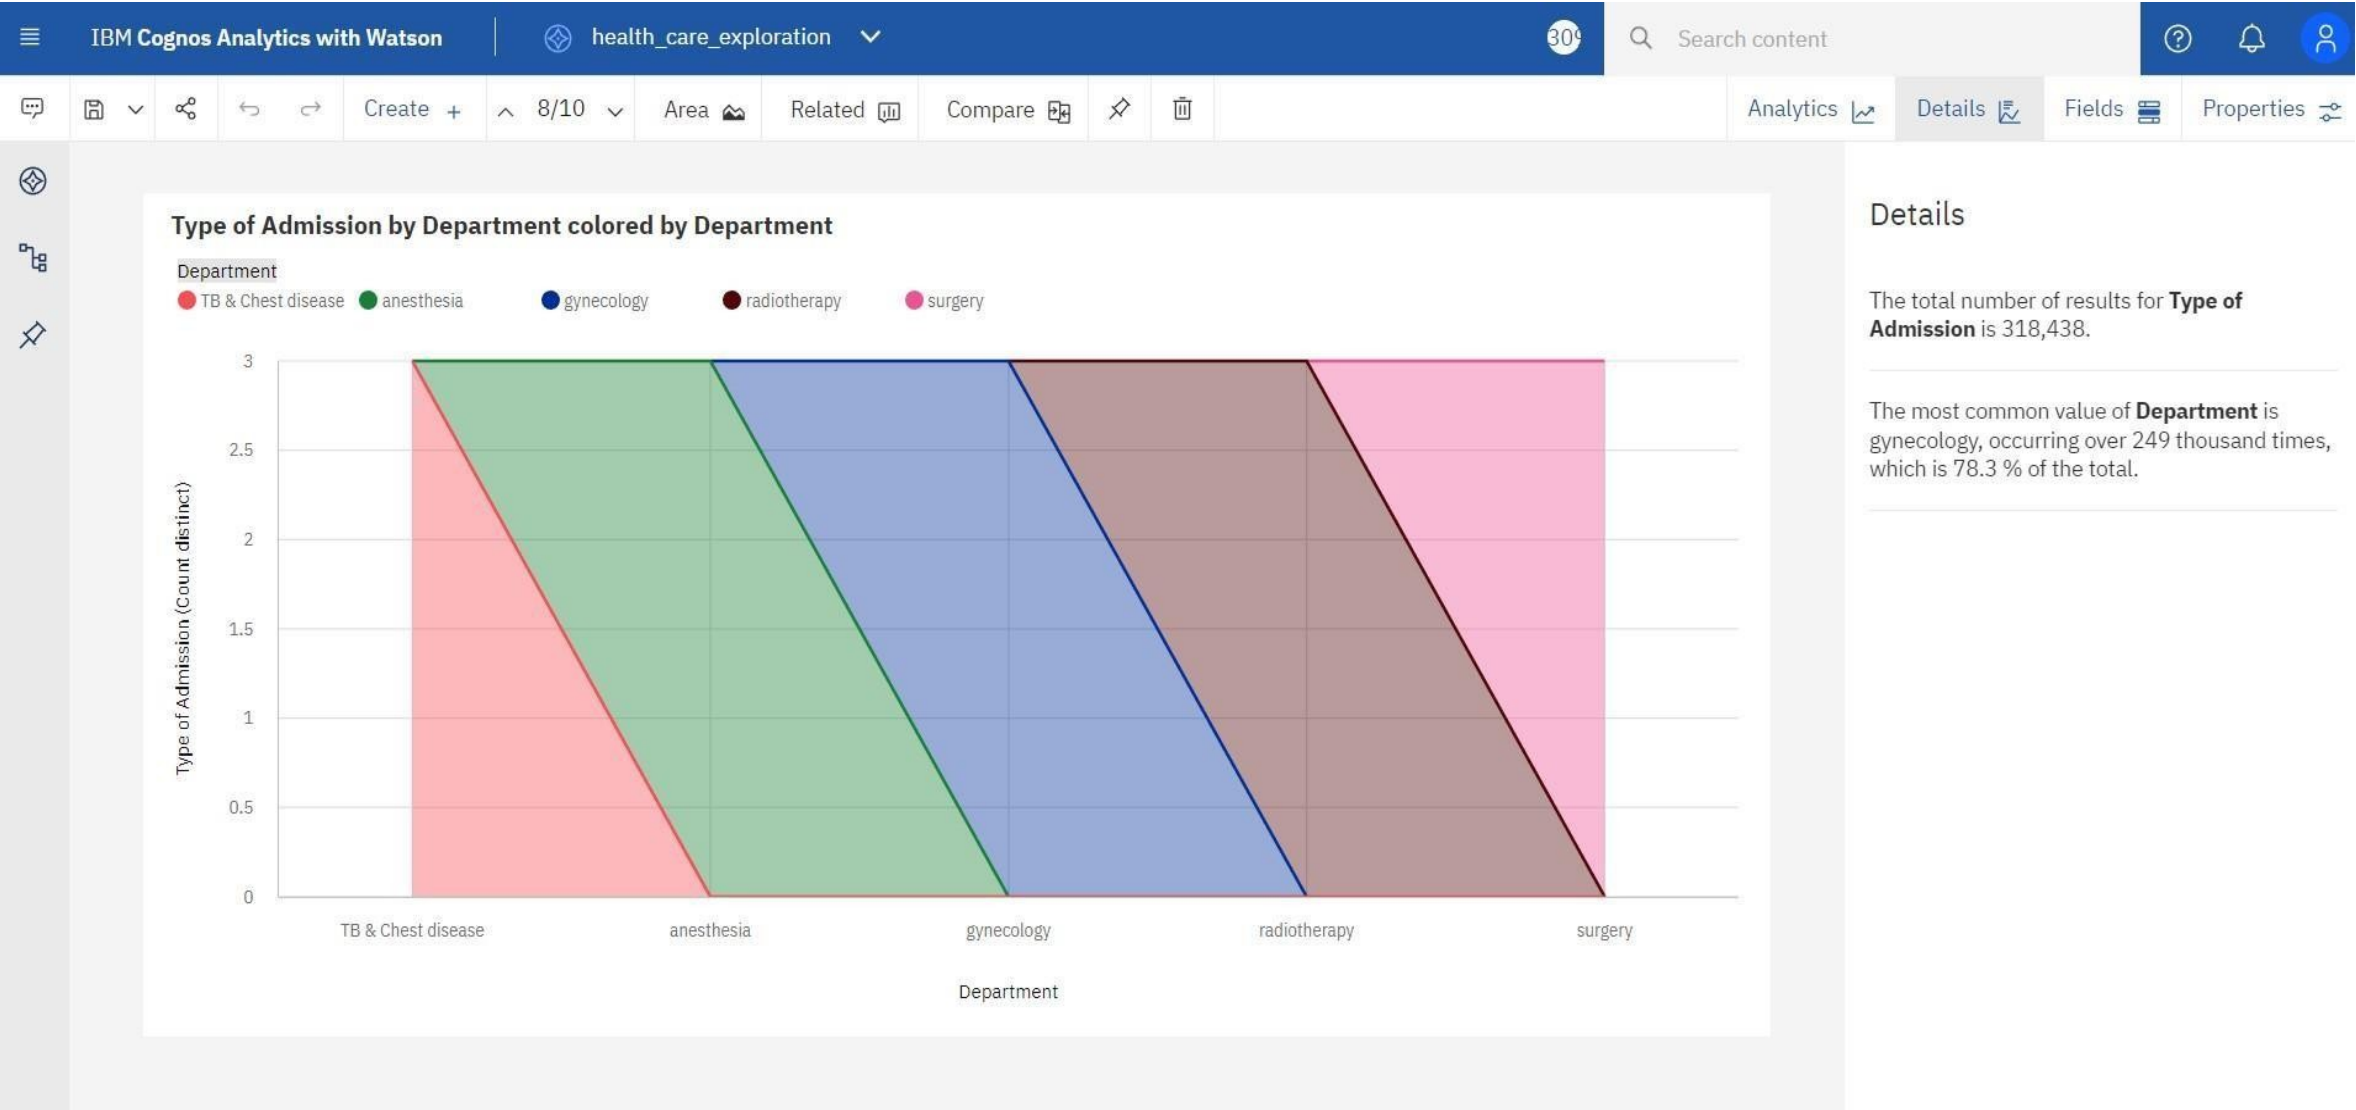 IBM Cognos Analytics with Watson
health_care_exploration
30
Search content
Create +
8/10
Area
Related
Compare
Analytics
Details
Fields
Properties
Type of Admission by Department colored by Department
Department
TB & Chest disease
anesthesia
gynecology
radiotherapy
surgery
3
2.5
2
1.5
1
0.5
0
Type of Admission (Count distinct)
TB & Chest disease
anesthesia
gynecology
radiotherapy
surgery
Department
Details
The total number of results for Type of
Admission is 318,438.
The most common value of Department is
gynecology, occurring over 249 thousand times,
which is 78.3 % of the total.